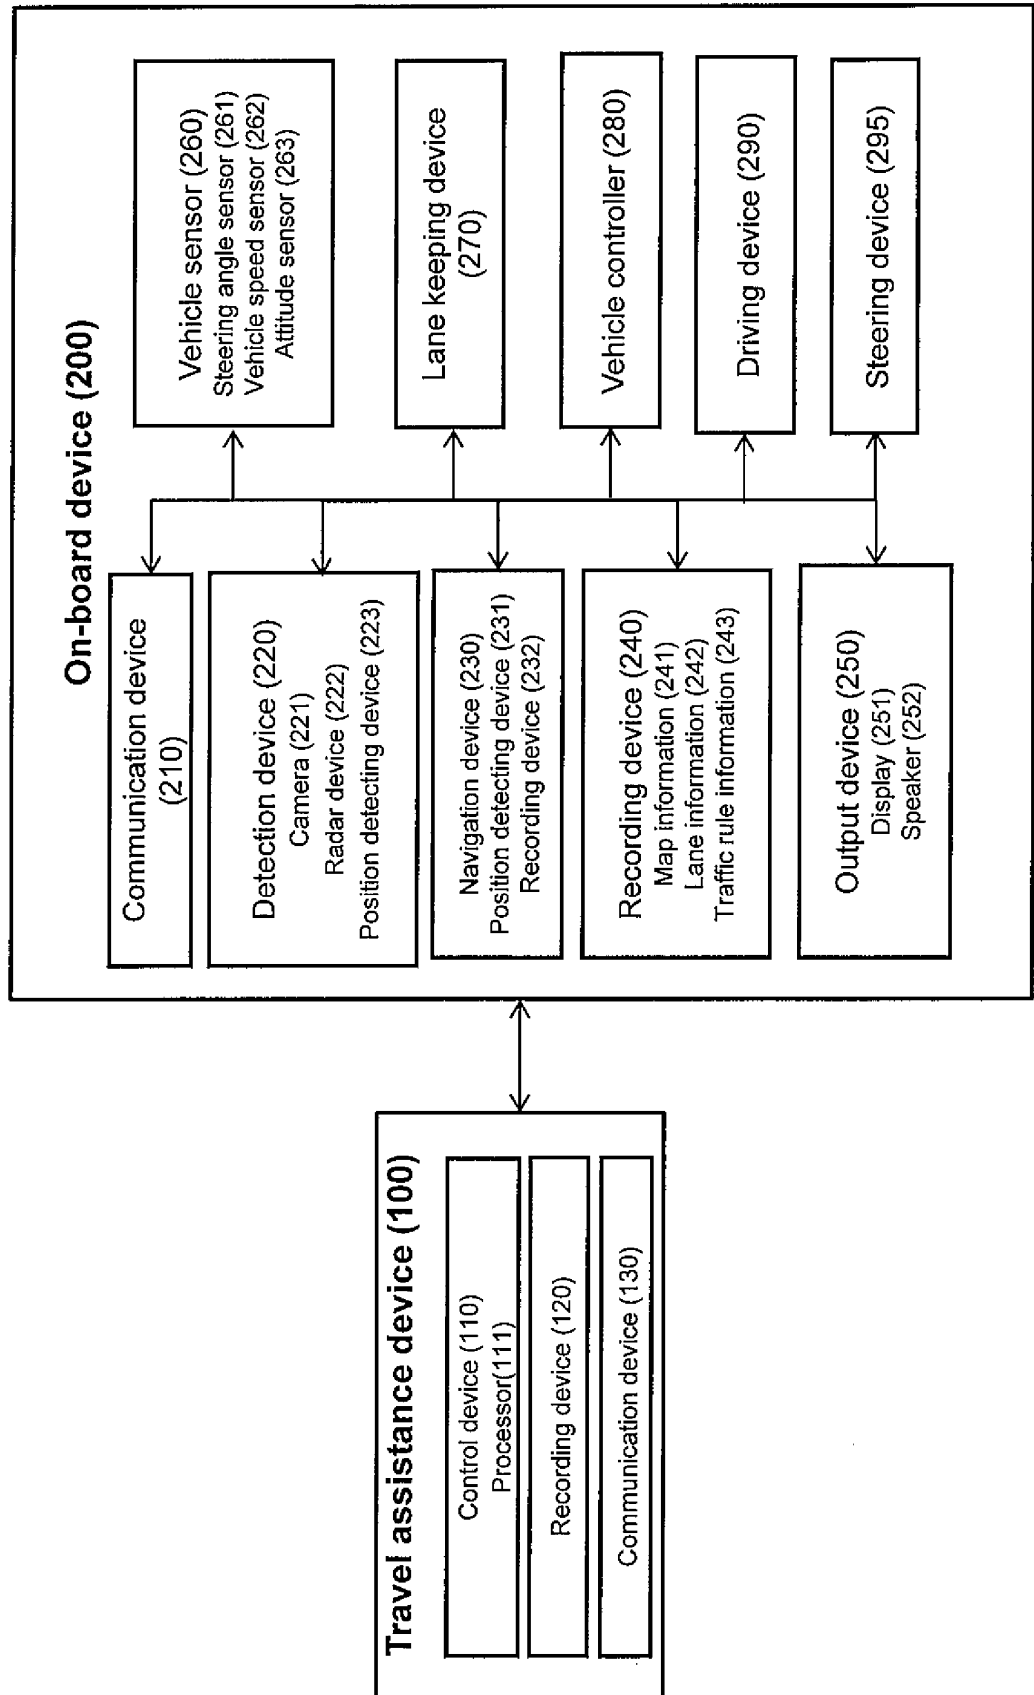 Travel assistance device (100)
Control device (110)
Processor(111)
Recording device (120)
Communication device (130)
On-board device (200)
Communication device
(210)
Detection device (220)
Camera (221)
Radar device (222)
Position detecting device (223)
Navigation device (230)
Position detecting device (231)
Recording device (232)
Recording device (240)
Map information (241)
Lane information (242)
Traffic rule information (243)
Output device (250)
Display (251)
Speaker (252)
Vehicle sensor (260)
Steering angle sensor (261)
Vehicle speed sensor (262)
Attitude sensor (263)
Lane keeping device
(270)
Vehicle controller (280)
Driving device (290)
Steering device (295)